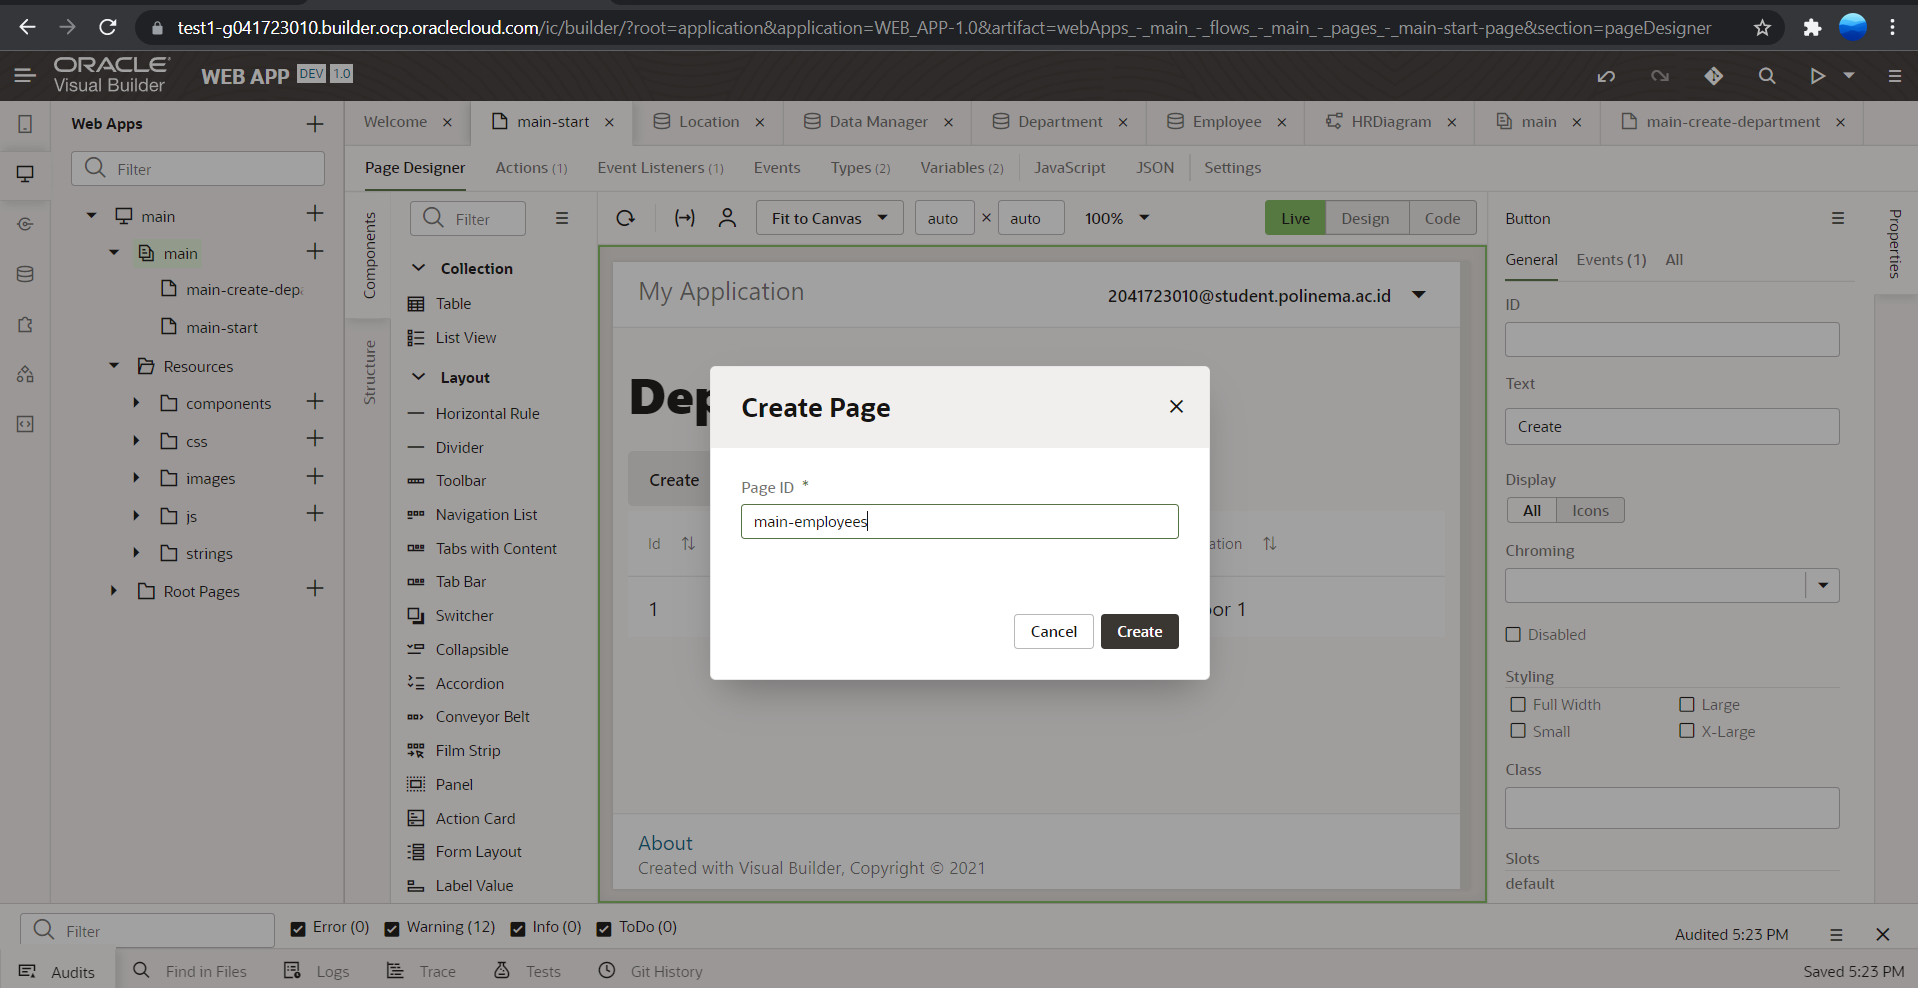 test1-g041723010.builder.ocp.oraclecloud.com/ic/builder/?root=application&application=WEB_APP-1.0&artifact=webApps_-_main_-_flows_-_main_-_pages_-_main-start-page&section=pageDesigner
ORACLE
Visual Builder
WEB APP DEV 1.0
Web Apps
Welcome
main-start
Location
Data Manager
Department
Employee
HRDiagram
main
main-create-department
Page Designer
Actions (1)
Event Listeners (1)
Events
Types (2)
Variables (2)
JavaScript
JSON
Settings
Filter
main
main
main-create-depa
main-start
Resources
components
css
images
js
strings
Root Pages
Components
Structure
Filter
Collection
Table
List View
Layout
Horizontal Rule
Divider
Toolbar
Navigation List
Tabs with Content
Tab Bar
Switcher
Collapsible
Accordion
Conveyor Belt
Film Strip
Panel
Action Card
Form Layout
Label Value
Fit to Canvas
auto × auto
100%
Live
Design
Code
My Application
2041723010@student.polinema.ac.id
Dep
Create
Id
ation
1
oor 1
About
Created with Visual Builder, Copyright © 2021
Create Page
Page ID *
main-employees
Cancel
Create
Button
Properties
General
Events (1)
All
ID
Text
Create
Display
All
Icons
Chroming
Disabled
Styling
Full Width
Large
Small
X-Large
Class
Slots
default
Filter
Error (0)
Warning (12)
Info (0)
ToDo (0)
Audited 5:23 PM
Audits
Find in Files
Logs
Trace
Tests
Git History
Saved 5:23 PM